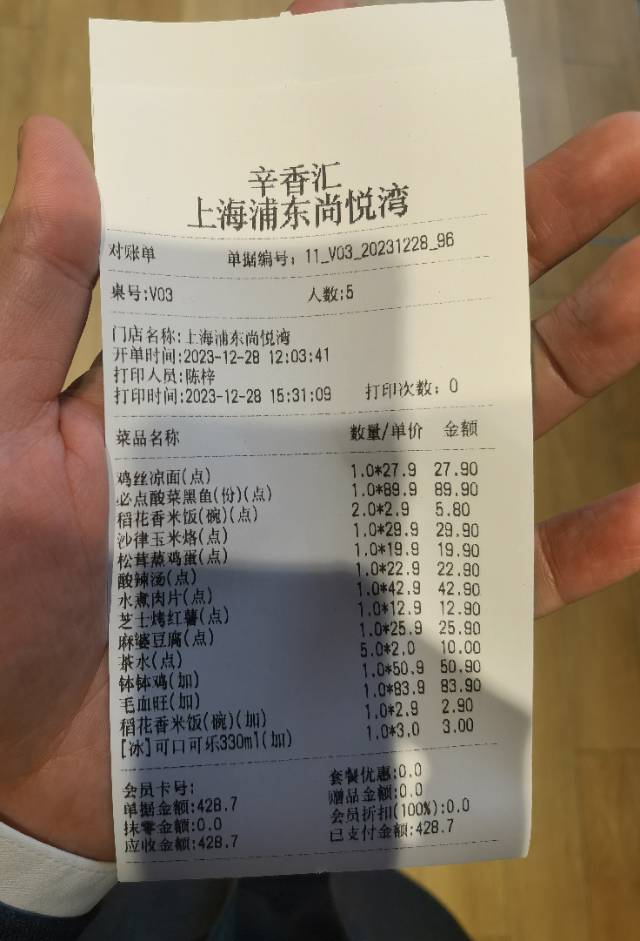 辛香汇
上海浦东尚悦湾
对账单 单据编号：11_V03_20231228_96
桌号:V03 人数:5
门店名称:上海浦东尚悦湾
开单时间:2023-12-28 12:03:41
打印人员:陈梓
打印时间:2023-12-28 15:31:09 打印次数：0
菜品名称 数量/单价 金额
鸡丝凉面(点) 1.0*27.9 27.90
必点酸菜黑鱼(份)(点) 1.0*89.9 89.90
稻花香米饭(碗)(点) 2.0*2.9 5.80
沙律玉米烙(点) 1.0*29.9 29.90
松茸蒸鸡蛋(点) 1.0*19.9 19.90
酸辣汤(点) 1.0*22.9 22.90
水煮肉片(点) 1.0*42.9 42.90
芝士烤红薯(点) 1.0*12.9 12.90
麻婆豆腐(点) 1.0*25.9 25.90
茶水(点) 5.0*2.0 10.00
钵钵鸡(加) 1.0*50.9 50.90
毛血旺(加) 1.0*83.9 83.90
稻花香米饭(碗)(加) 1.0*2.9 2.90
[冰]可口可乐330ml(加) 1.0*3.0 3.00
会员卡号: 套餐优惠:0.0
单据金额:428.7 赠品金额:0.0
抹零金额:0.0 会员折扣(100%):0.0
应收金额:428.7 已支付金额:428.7